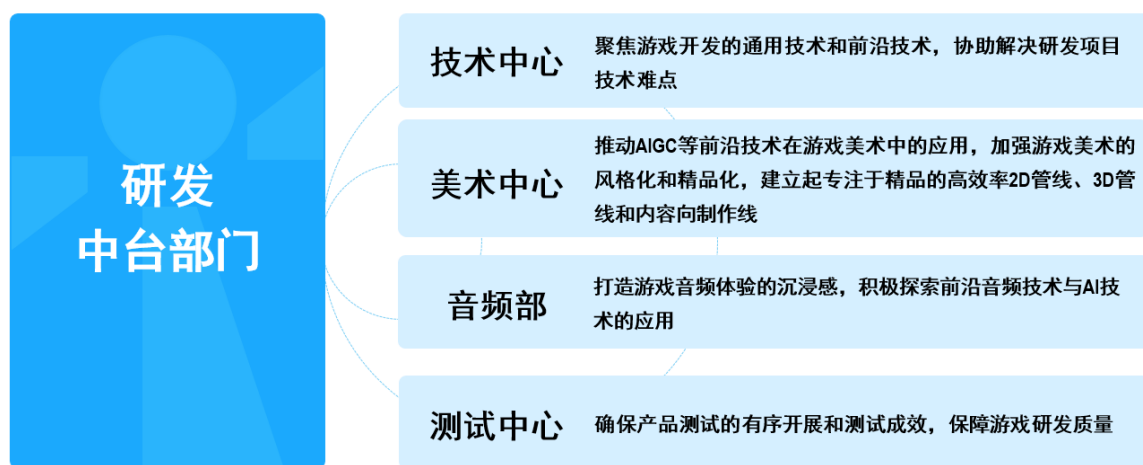 研发
中台部门
技术中心
聚焦游戏开发的通用技术和前沿技术，协助解决研发项目
技术难点
美术中心
推动AIGC等前沿技术在游戏美术中的应用，加强游戏美术的
风格化和精品化，建立起专注于精品的高效率2D管线、3D管
线和内容向制作线
音频部
打造游戏音频体验的沉浸感，积极探索前沿音频技术与AI技
术的应用
测试中心
确保产品测试的有序开展和测试成效，保障游戏研发质量